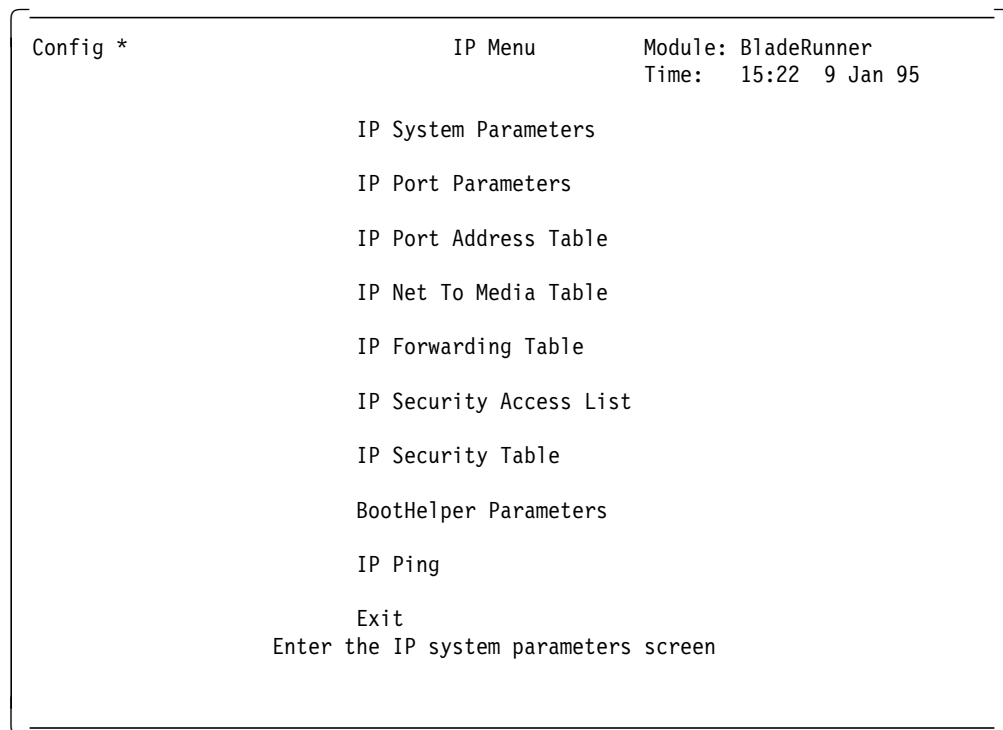 Config * IP Menu Module: BladeRunner
Time: 15:22 9 Jan 95
IP System Parameters
IP Port Parameters
IP Port Address Table
IP Net To Media Table
IP Forwarding Table
IP Security Access List
IP Security Table
BootHelper Parameters
IP Ping
Exit
Enter the IP system parameters screen